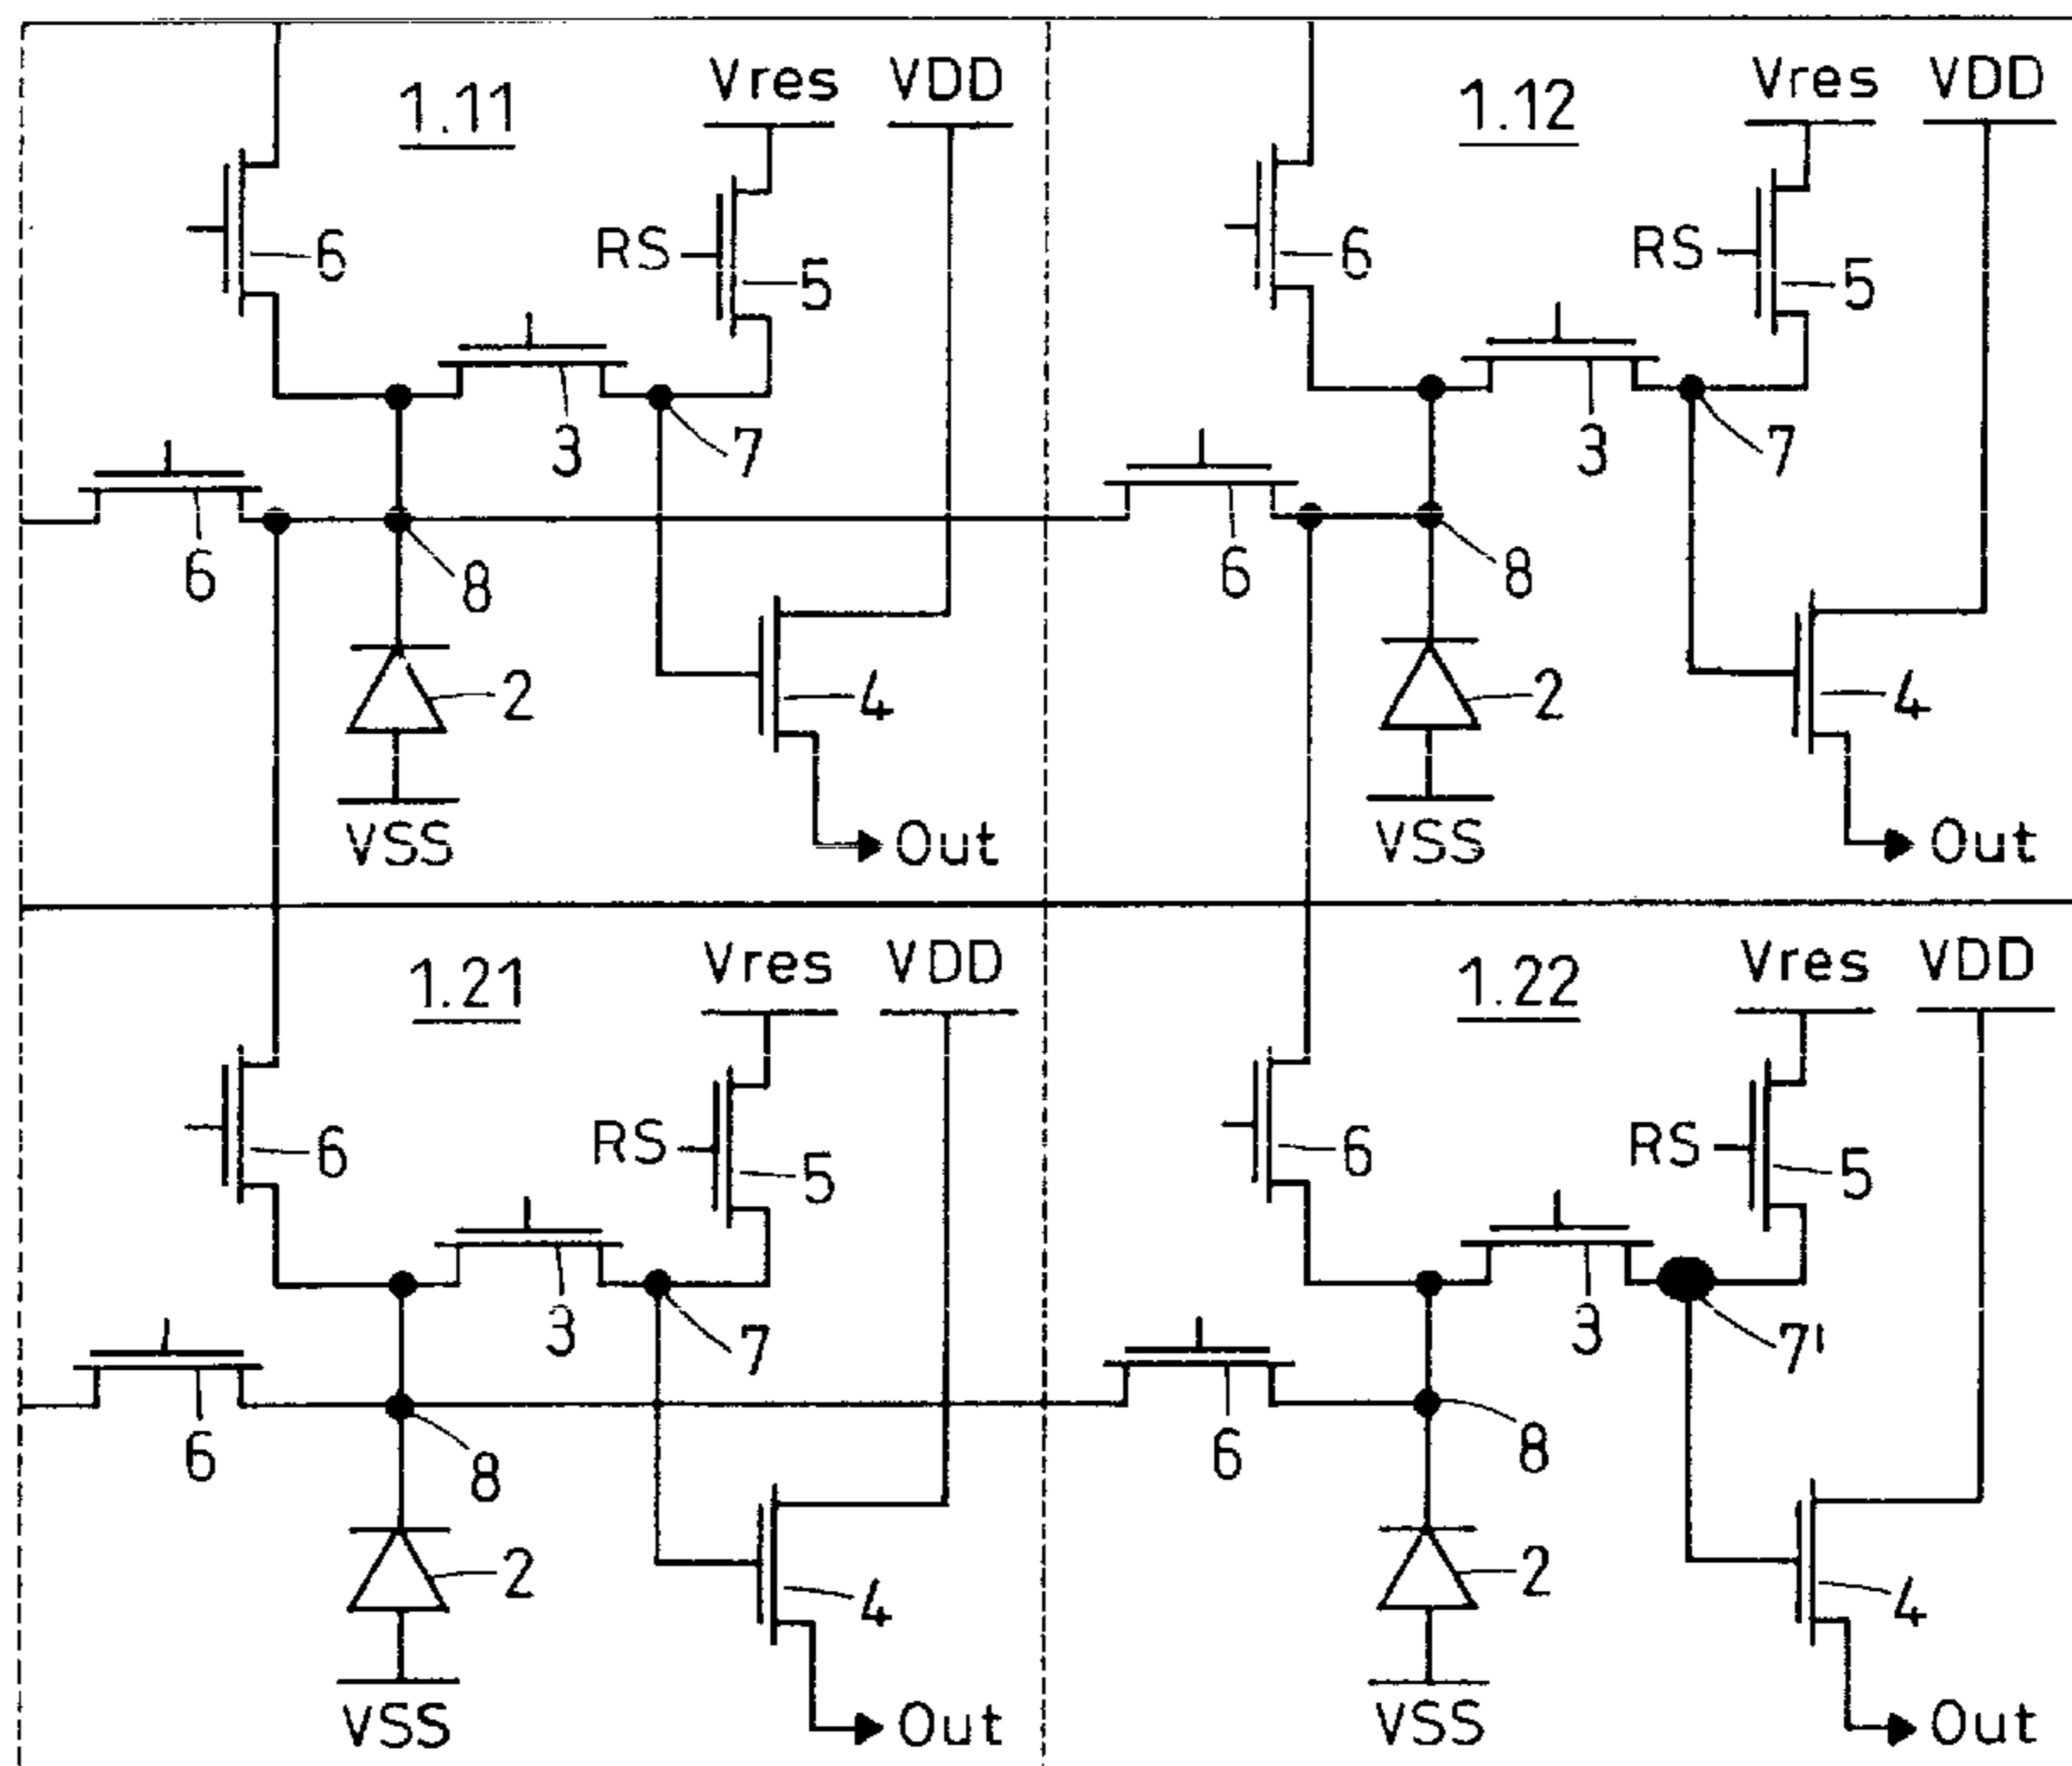 1.11 Vres VDD
6 RS 5
3 7
6 8
2 4
VSS Out
1.12 Vres VDD
6 RS 5
3 7
6 8
2 4
VSS Out
1.21 Vres VDD
6 RS 5
3 7
6 8
2 4
VSS Out
1.22 Vres VDD
6 RS 5
3 7'
6 8
2 4
VSS Out